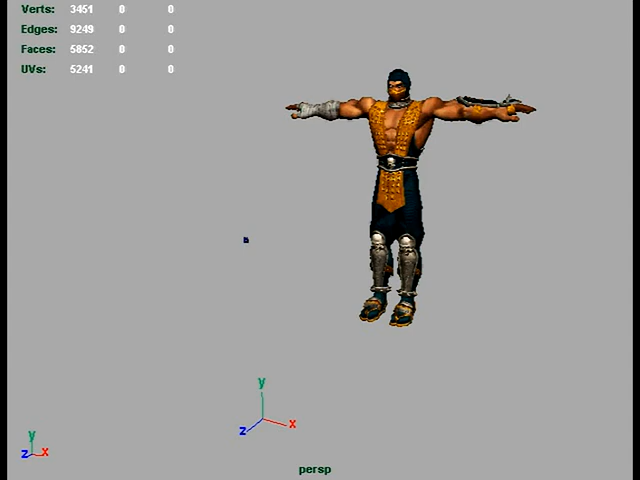 Verts: 3451 0 0
Edges: 9249 0 0
Faces: 5852 0 0
UVs: 5241 0 0
y
z x
y
z x
persp